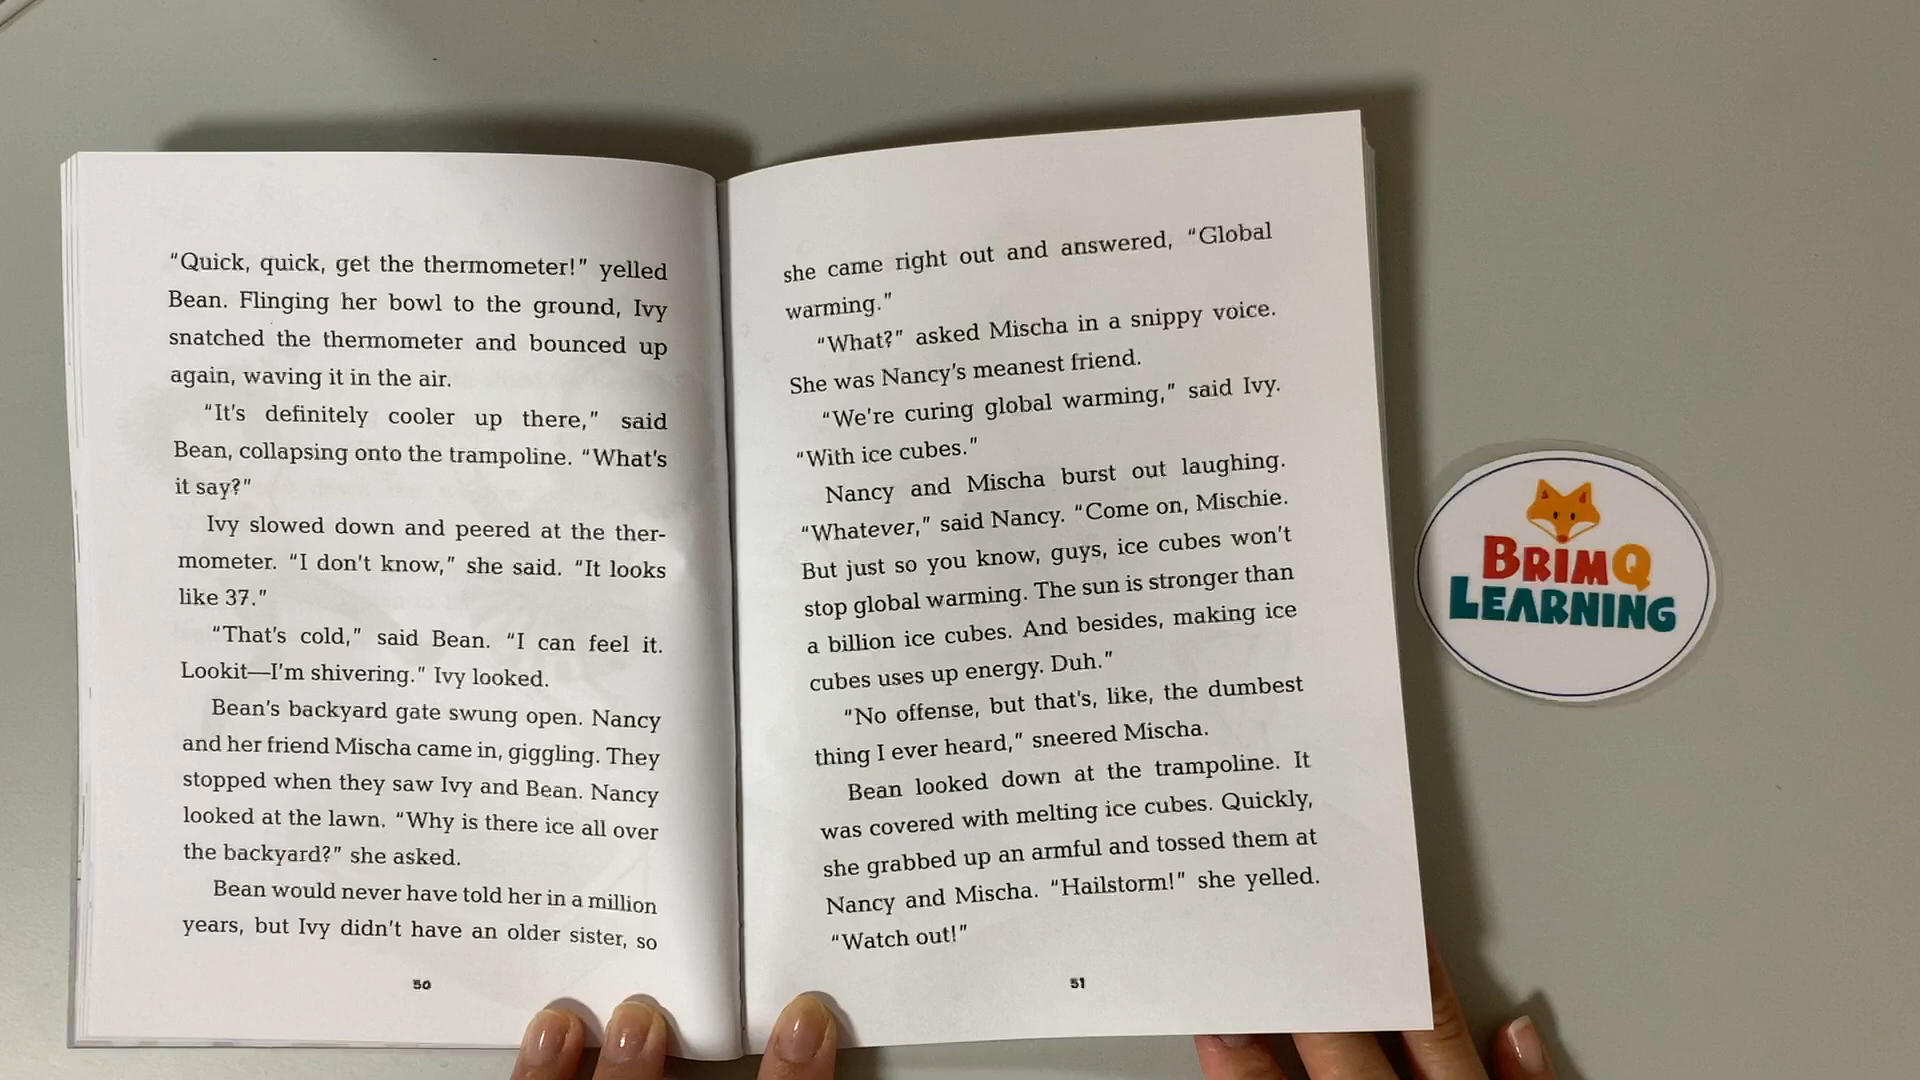 “Quick, quick, get the thermometer!” yelled
Bean. Flinging her bowl to the ground, Ivy
snatched the thermometer and bounced up
again, waving it in the air.
“It's definitely cooler up there,” said
Bean, collapsing onto the trampoline. “What's
it say?”
Ivy slowed down and peered at the ther-
mometer. “I don't know,” she said. “It looks
like 37.”
“That's cold,” said Bean. “I can feel it.
Lookit—I'm shivering.” Ivy looked.
Bean's backyard gate swung open. Nancy
and her friend Mischa came in, giggling. They
stopped when they saw Ivy and Bean. Nancy
looked at the lawn. “Why is there ice all over
the backyard?” she asked.
Bean would never have told her in a million
years, but Ivy didn't have an older sister, so
50
she came right out and answered, “Global
warming.”
“What?” asked Mischa in a snippy voice.
She was Nancy's meanest friend.
“We're curing global warming,” said Ivy.
“With ice cubes.”
Nancy and Mischa burst out laughing.
“Whatever,” said Nancy. “Come on, Mischie.
But just so you know, guys, ice cubes won't
stop global warming. The sun is stronger than
a billion ice cubes. And besides, making ice
cubes uses up energy. Duh.”
“No offense, but that's, like, the dumbest
thing I ever heard,” sneered Mischa.
Bean looked down at the trampoline. It
was covered with melting ice cubes. Quickly,
she grabbed up an armful and tossed them at
Nancy and Mischa. “Hailstorm!” she yelled.
“Watch out!”
51
BRIMQ
LEARNING